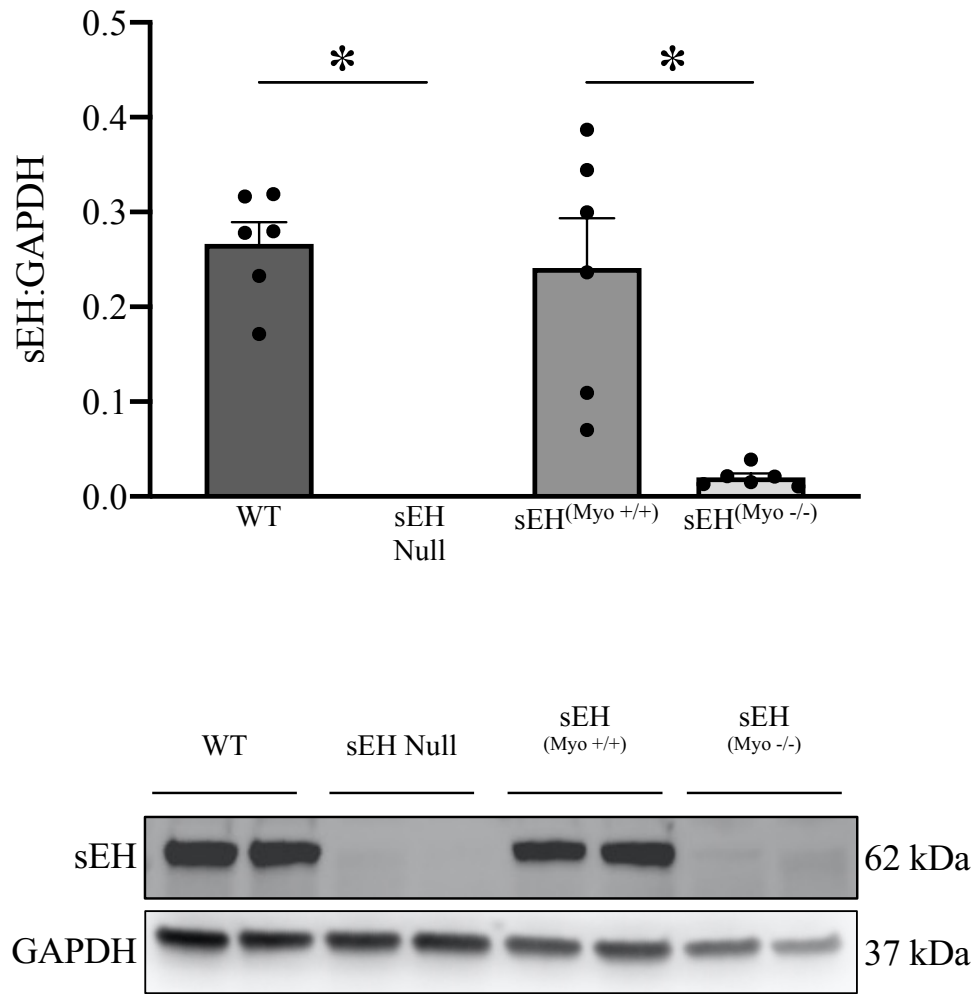 0.5
0.4
0.3
0.2
0.1
0.0
sEH:GAPDH
*
*
WT
sEH
Null
sEH(Myo +/+)
sEH(Myo -/-)
WT
sEH Null
sEH
(Myo +/+)
sEH
(Myo -/-)
sEH
62 kDa
GAPDH
37 kDa